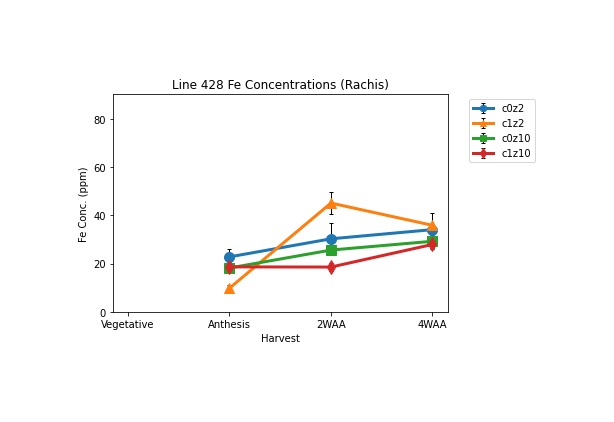 Line 428 Fe Concentrations (Rachis)
c0z2
c1z2
c0z10
c1z10
80
60
40
20
0
Fe Conc. (ppm)
Vegetative Anthesis 2WAA 4WAA
Harvest